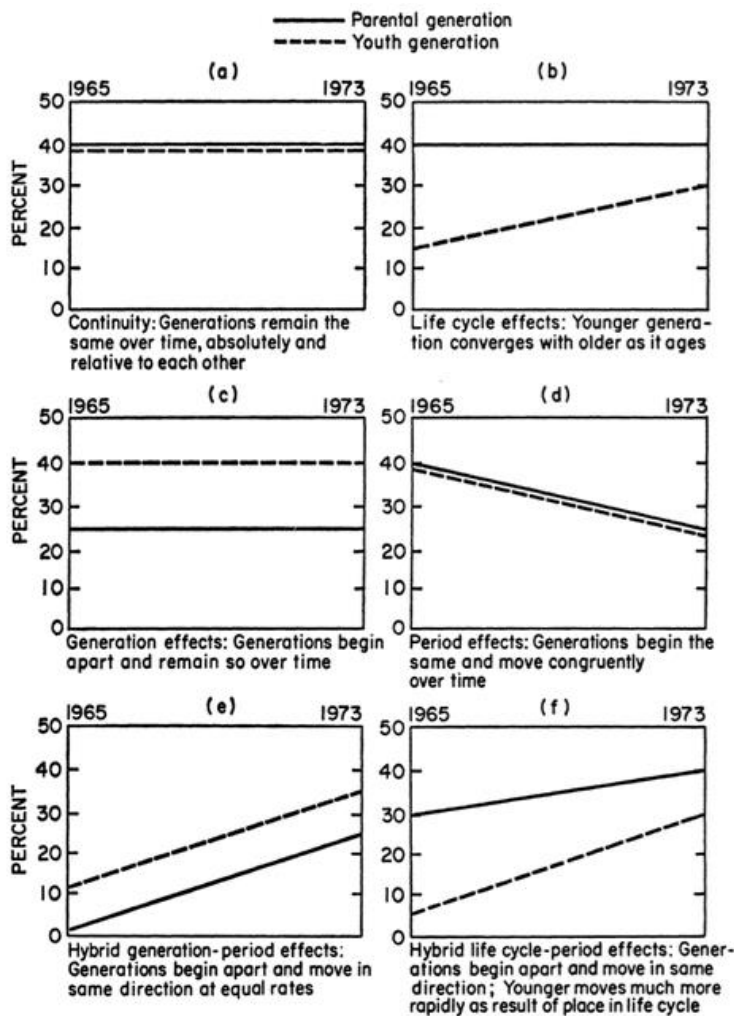 Parental generation
Youth generation
(a)
1965 1973
50
40
30
20
10
0
PERCENT
Continuity: Generations remain the
same over time, absolutely and
relative to each other
(b)
1965 1973
50
40
30
20
10
0
Life cycle effects: Younger genera-
tion converges with older as it ages
(c)
1965 1973
50
40
30
20
10
0
PERCENT
Generation effects: Generations begin
apart and remain so over time
(d)
1965 1973
50
40
30
20
10
0
Period effects: Generations begin the
same and move congruently
over time
(e)
1965 1973
50
40
30
20
10
0
PERCENT
Hybrid generation-period effects:
Generations begin apart and move in
same direction at equal rates
(f)
1965 1973
50
40
30
20
10
0
Hybrid life cycle-period effects: Gener-
ations begin apart and move in same
direction; Younger moves much more
rapidly as result of place in life cycle